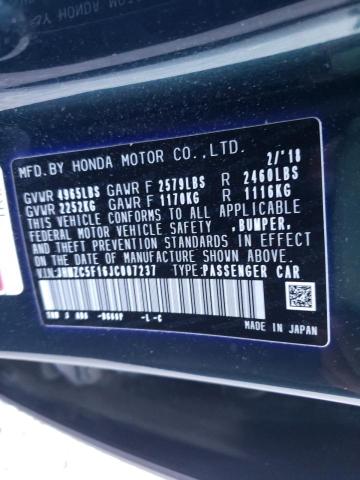 MFD.BY HONDA MOTOR CO.,LTD. 2/'18
GVWR 4965LBS GAWR F 2579LBS R 2460LBS
GVWR 2252KG GAWR F 1170KG R 1116KG
THIS VEHICLE CONFORMS TO ALL APPLICABLE
FEDERAL MOTOR VEHICLE SAFETY, BUMPER,
AND THEFT PREVENTION STANDARDS IN EFFECT
ON THE DATE OF MANUFACTURE SHOWN ABOVE.
VIN: JHMZC5F16JC007237 TYPE:PASSENGER CAR
-L -C
MADE IN JAPAN